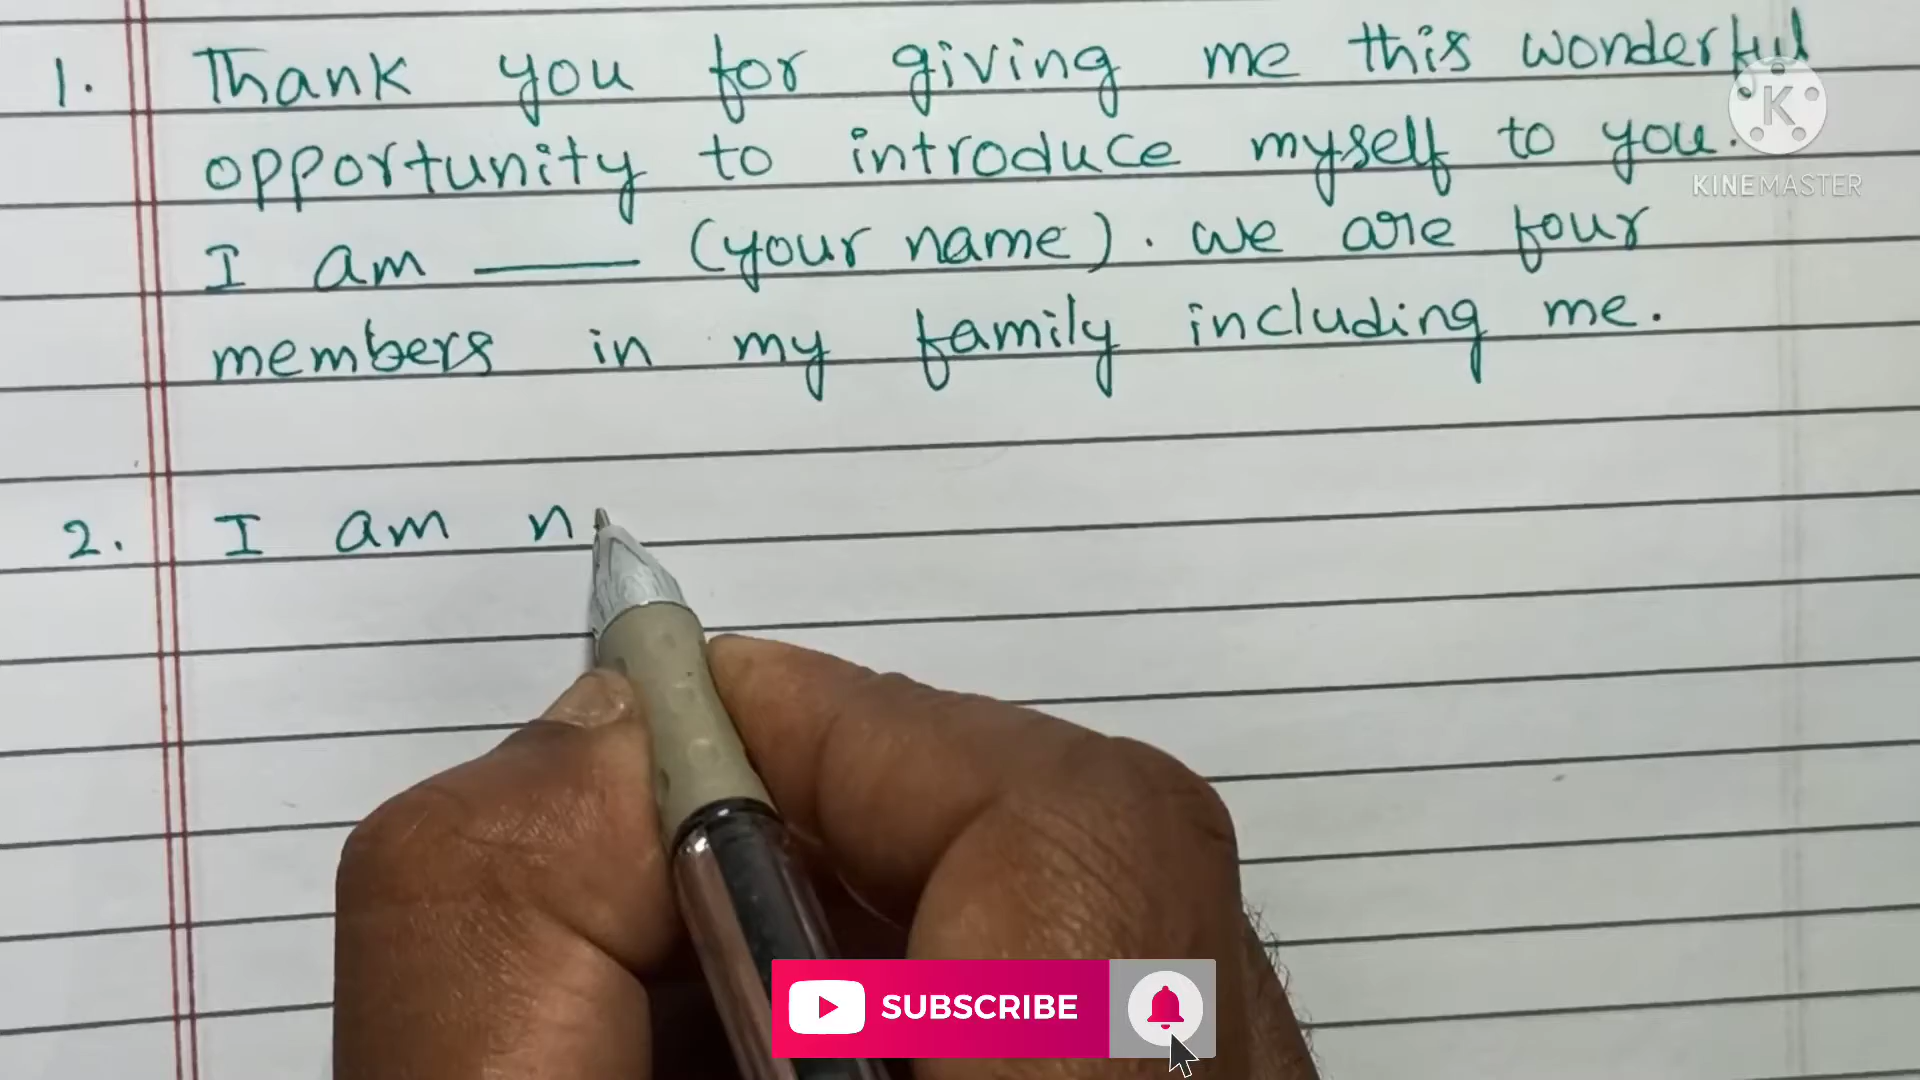 1. Thank you for giving me this wonderful
opportunity to introduce myself to you.
I am ______ (your name). we are four
members in my family including me.
2. I am n
K
KINEMASTER
SUBSCRIBE